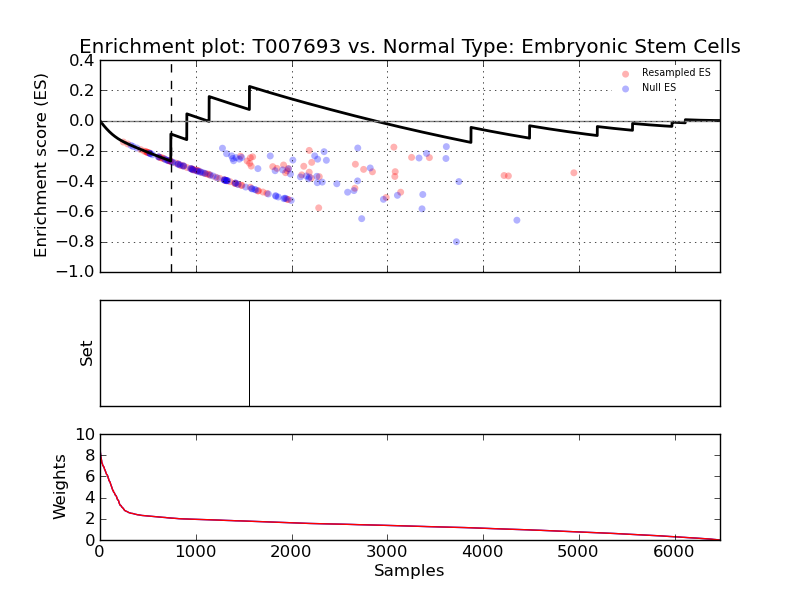 Enrichment plot: T007693 vs. Normal Type: Embryonic Stem Cells
Enrichment score (ES)
0.4
0.2
0.0
−0.2
−0.4
−0.6
−0.8
−1.0
Resampled ES
Null ES
Set
Weights
10
8
6
4
2
0
0 1000 2000 3000 4000 5000 6000
Samples